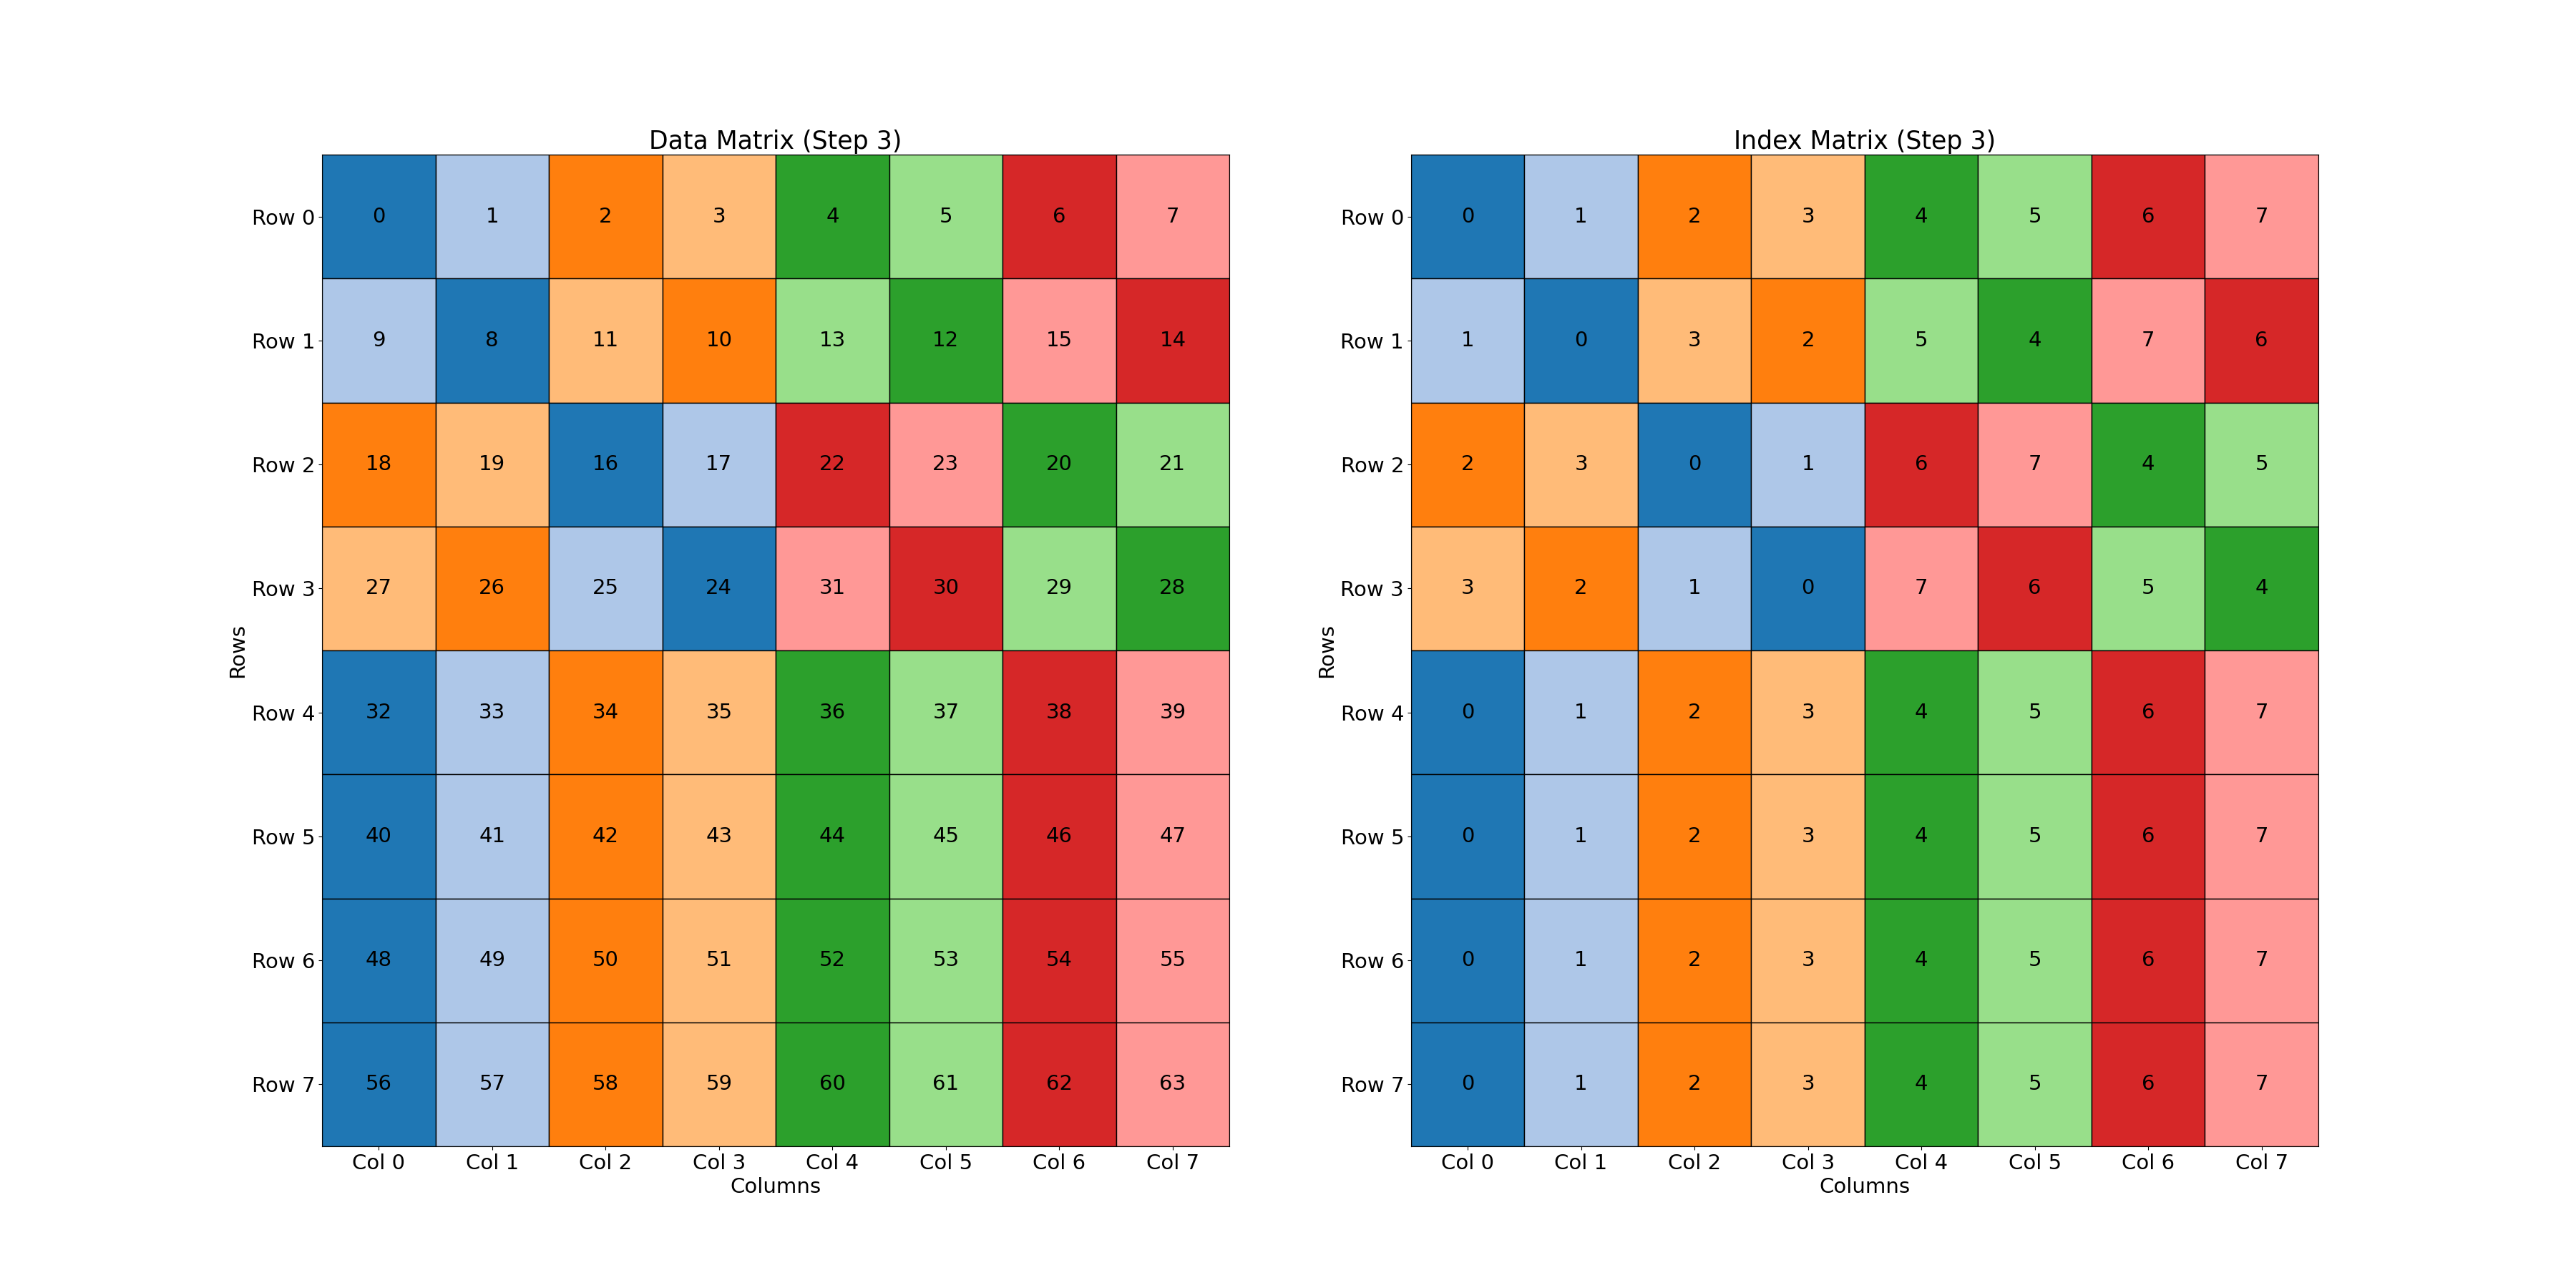 Data Matrix (Step 3)
Row 0 0 1 2 3 4 5 6 7
Row 1 9 8 11 10 13 12 15 14
Row 2 18 19 16 17 22 23 20 21
Row 3 27 26 25 24 31 30 29 28
Rows
Row 4 32 33 34 35 36 37 38 39
Row 5 40 41 42 43 44 45 46 47
Row 6 48 49 50 51 52 53 54 55
Row 7 56 57 58 59 60 61 62 63
Col 0 Col 1 Col 2 Col 3 Col 4 Col 5 Col 6 Col 7
Columns
Index Matrix (Step 3)
Row 0 0 1 2 3 4 5 6 7
Row 1 1 0 3 2 5 4 7 6
Row 2 2 3 0 1 6 7 4 5
Row 3 3 2 1 0 7 6 5 4
Rows
Row 4 0 1 2 3 4 5 6 7
Row 5 0 1 2 3 4 5 6 7
Row 6 0 1 2 3 4 5 6 7
Row 7 0 1 2 3 4 5 6 7
Col 0 Col 1 Col 2 Col 3 Col 4 Col 5 Col 6 Col 7
Columns